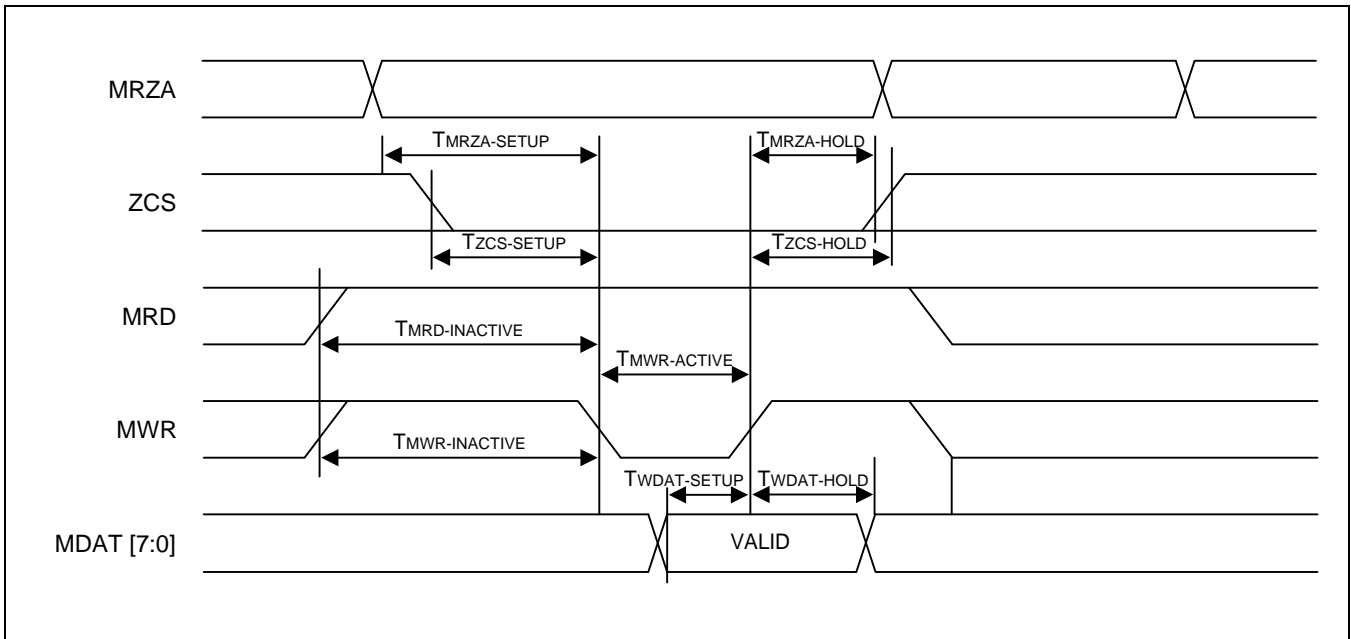 MRZA
TMRZA-SETUP TMRZA-HOLD
ZCS
TZCS-SETUP TZCS-HOLD
MRD
TMRD-INACTIVE
TMWR-ACTIVE
MWR
TMWR-INACTIVE
TWDAT-SETUP TWDAT-HOLD
MDAT [7:0] VALID